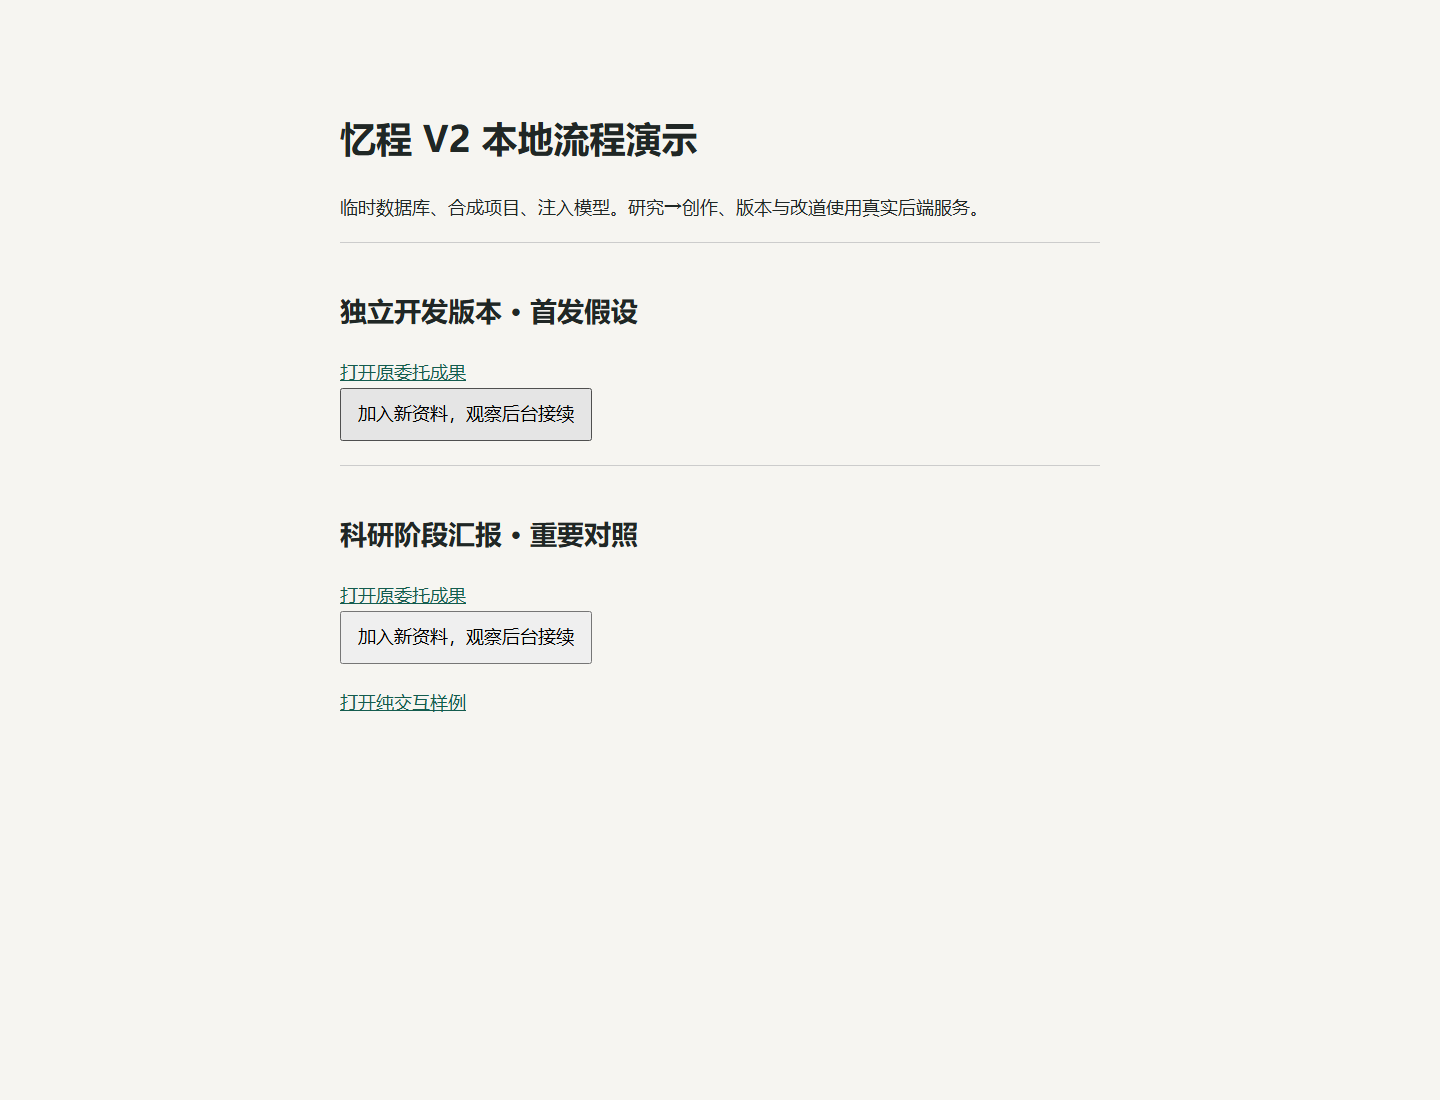 忆程 V2 本地流程演示
临时数据库、合成项目、注入模型。研究→创作、版本与改道使用真实后端服务。
独立开发版本 · 首发假设
打开原委托成果
加入新资料，观察后台接续
科研阶段汇报 · 重要对照
打开原委托成果
加入新资料，观察后台接续
打开纯交互样例